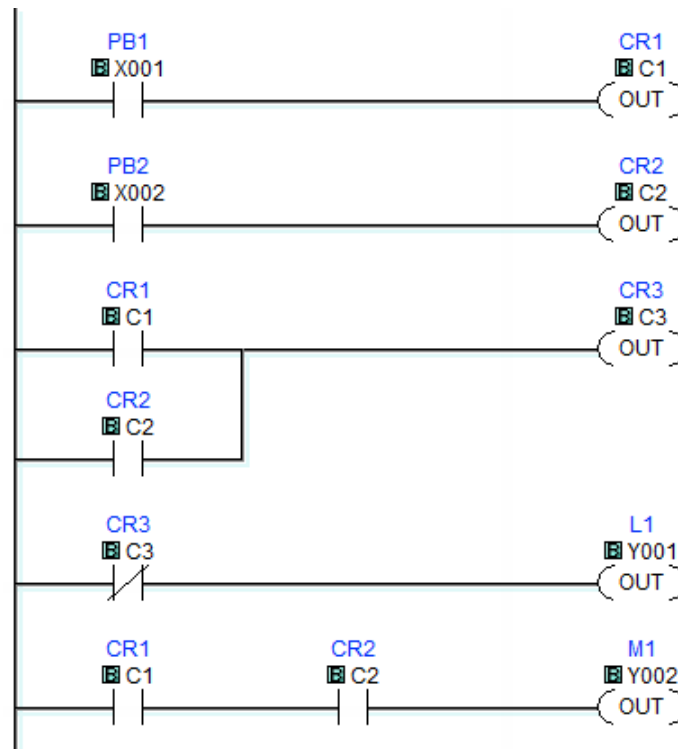 PB1 CR1
B X001 B C1
OUT
PB2 CR2
B X002 B C2
OUT
CR1 CR3
B C1 B C3
OUT
CR2
B C2
CR3 L1
B C3 B Y001
OUT
CR1 CR2 M1
B C1 B C2 B Y002
OUT